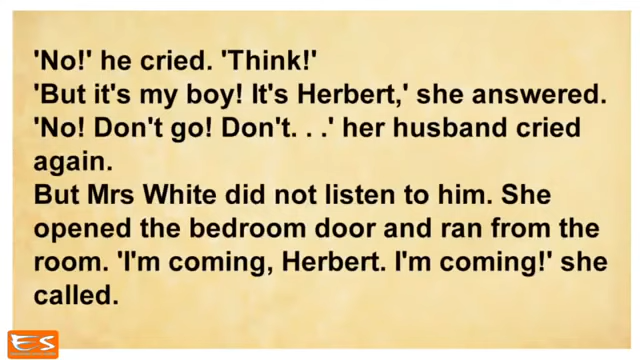 'No!' he cried. 'Think!'
'But it's my boy! It's Herbert,' she answered.
'No! Don't go! Don't. . .' her husband cried
again.
But Mrs White did not listen to him. She
opened the bedroom door and ran from the
room. 'I'm coming, Herbert. I'm coming!' she
called.
ES